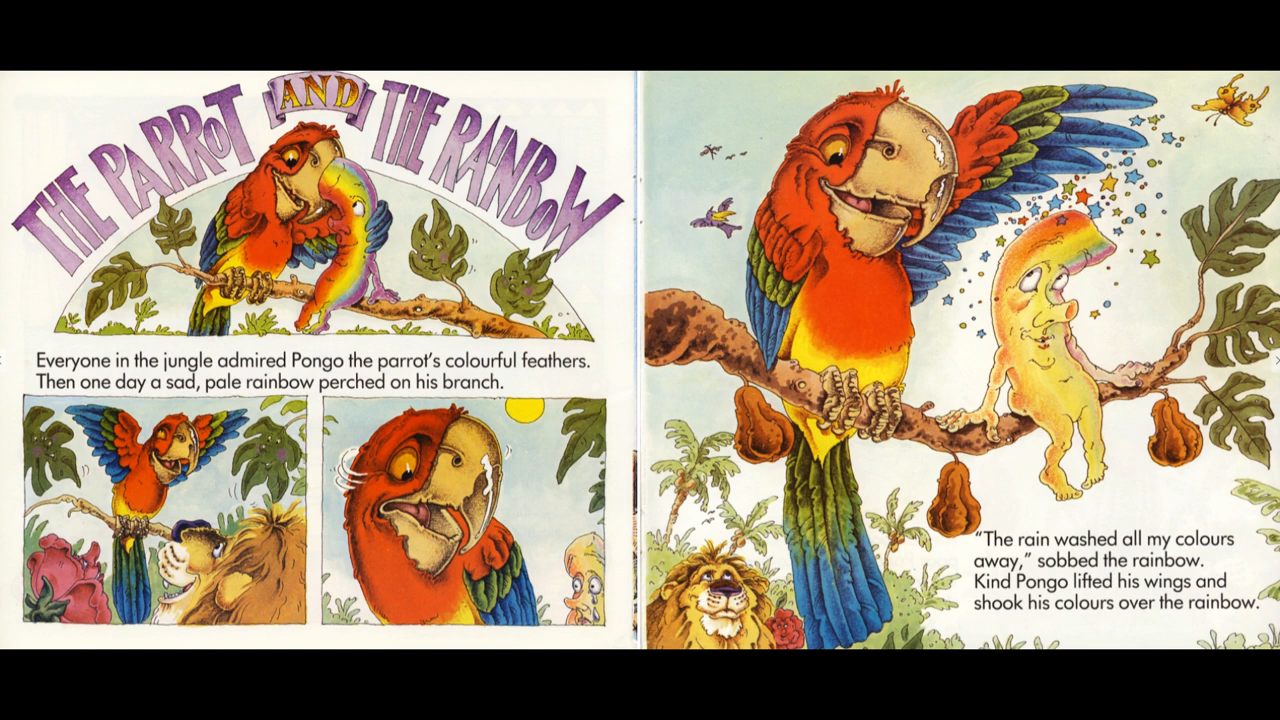 THE PARROT AND THE RAINBOW
Everyone in the jungle admired Pongo the parrot's colourful feathers.
Then one day a sad, pale rainbow perched on his branch.
“The rain washed all my colours
away,” sobbed the rainbow.
Kind Pongo lifted his wings and
shook his colours over the rainbow.